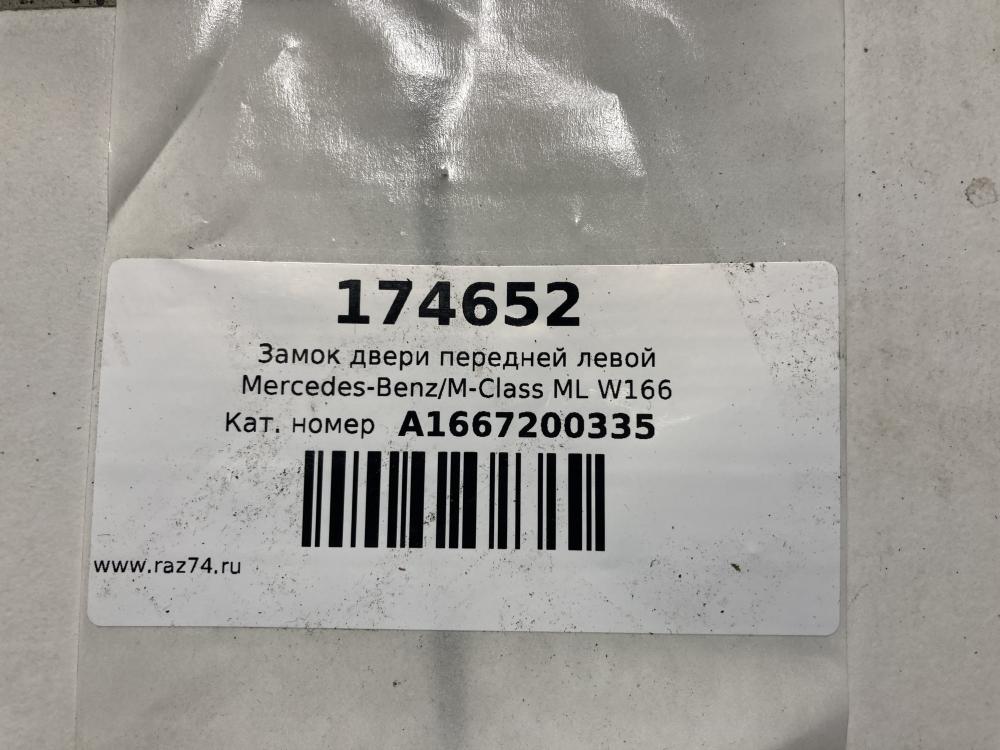 174652
Замок двери передней левой
Mercedes-Benz/M-Class ML W166
Кат. номер A1667200335
www.raz74.ru